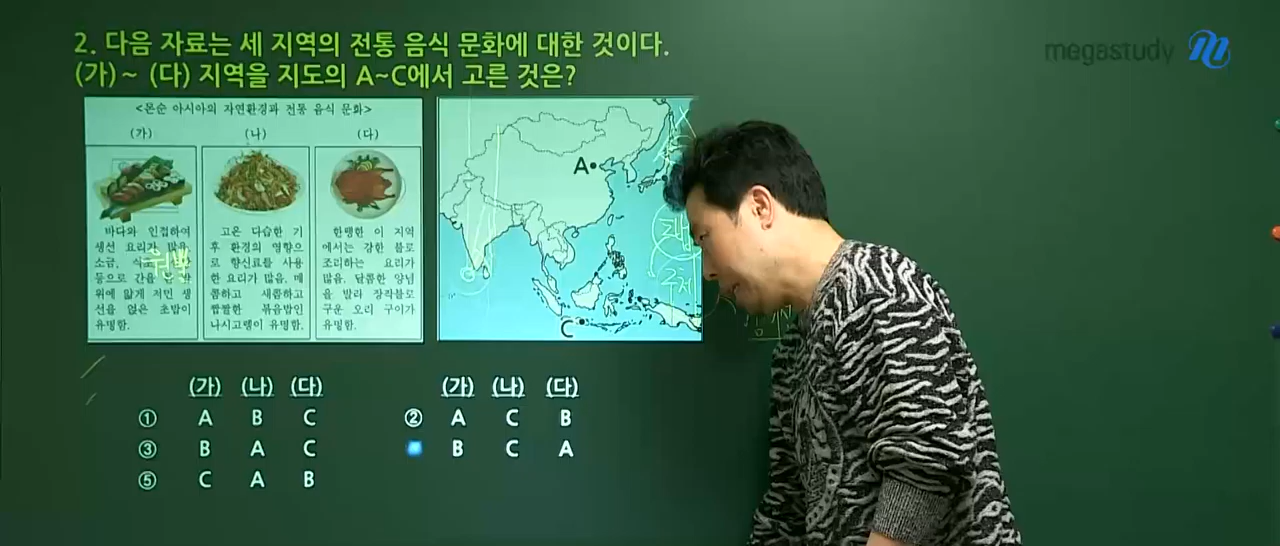 2. 다음 자료는 세 지역의 전통 음식 문화에 대한 것이다.
(가)~ (다) 지역을 지도의 A~C에서 고른 것은?
megastudy
<몬순 아시아의 자연환경과 전통 음식 문화>
(가) (나) (다)
바다와 인접하여
생선 요리가 많음
소금,
등으로 간을
위에 얇게 저민 생
선을 얹은 초밥이
유명함.
고온 다습한 기
후 환경의 영향으
로 향신료를 사용
한 요리가 많음. 매
콤하고 새콤하고
짭짤한 볶음밥인
나시고렝이 유명함.
한랭한 이 지역
에서는 강한 불로
조리하는 요리가
많음. 달콤한 양념
을 발라 장작불로
구운 오리 구이가
유명함.
A
C
(가) (나) (다)
① A B C
③ B A C
⑤ C A B
(가) (나) (다)
② A C B
B C A